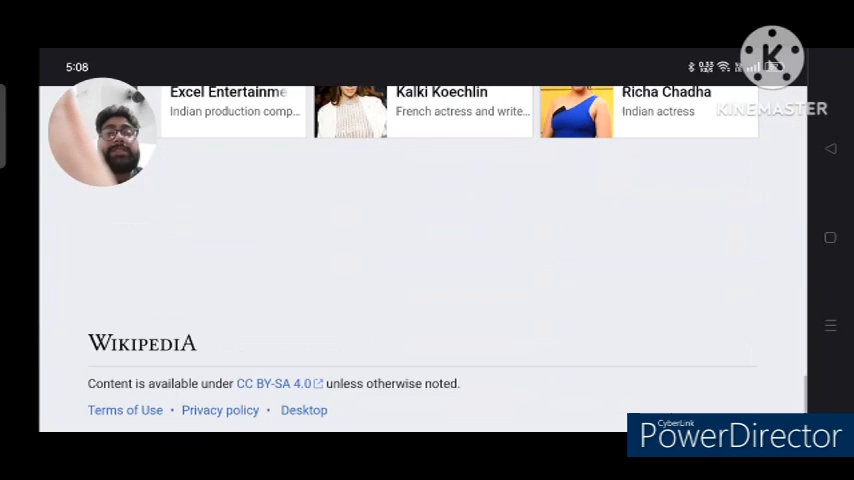 5:08
KINEMASTER
Excel Entertainme
Indian production comp...
Kalki Koechlin
French actress and write...
Richa Chadha
Indian actress
WIKIPEDIA
Content is available under CC BY-SA 4.0 unless otherwise noted.
Terms of Use • Privacy policy • Desktop
CyberLink
PowerDirector